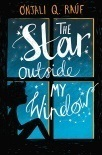 ONJALI Q. RAÚF
THE
Star
outside
MY
Window